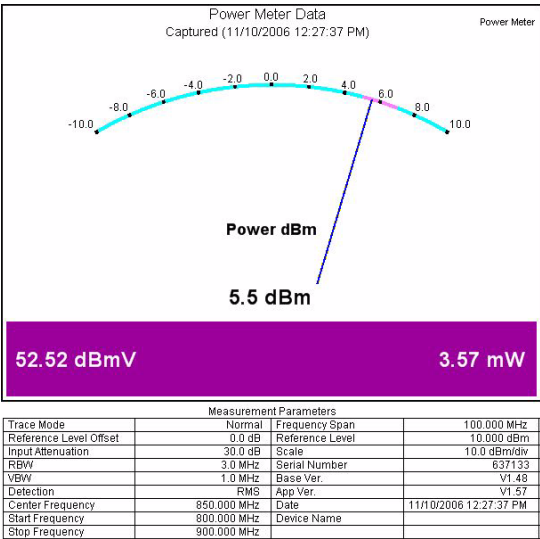 Power Meter Data
Power Meter
Captured (11/10/2006 12:27:37 PM)
-10.0 -8.0 -6.0 -4.0 -2.0 0.0 2.0 4.0 6.0 8.0 10.0
Power dBm
5.5 dBm
52.52 dBmV 3.57 mW
Measurement Parameters
Trace Mode Normal Frequency Span 100.000 MHz
Reference Level Offset 0.0 dB Reference Level 10.000 dBm
Input Attenuation 30.0 dB Scale 10.0 dBm/div
RBW 3.0 MHz Serial Number 637133
VBW 1.0 MHz Base Ver. V1.48
Detection RMS App Ver. V1.57
Center Frequency 850.000 MHz Date 11/10/2006 12:27:37 PM
Start Frequency 800.000 MHz Device Name
Stop Frequency 900.000 MHz